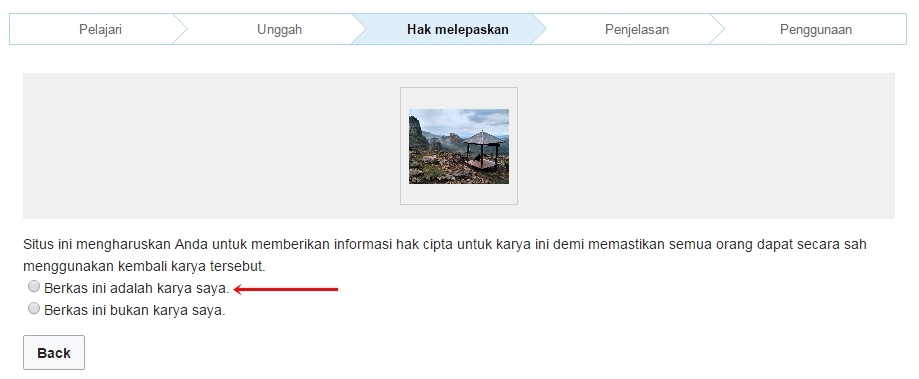 Pelajari
Unggah
Hak melepaskan
Penjelasan
Penggunaan
Situs ini mengharuskan Anda untuk memberikan informasi hak cipta untuk karya ini demi memastikan semua orang dapat secara sah
menggunakan kembali karya tersebut.
Berkas ini adalah karya saya.
Berkas ini bukan karya saya.
Back